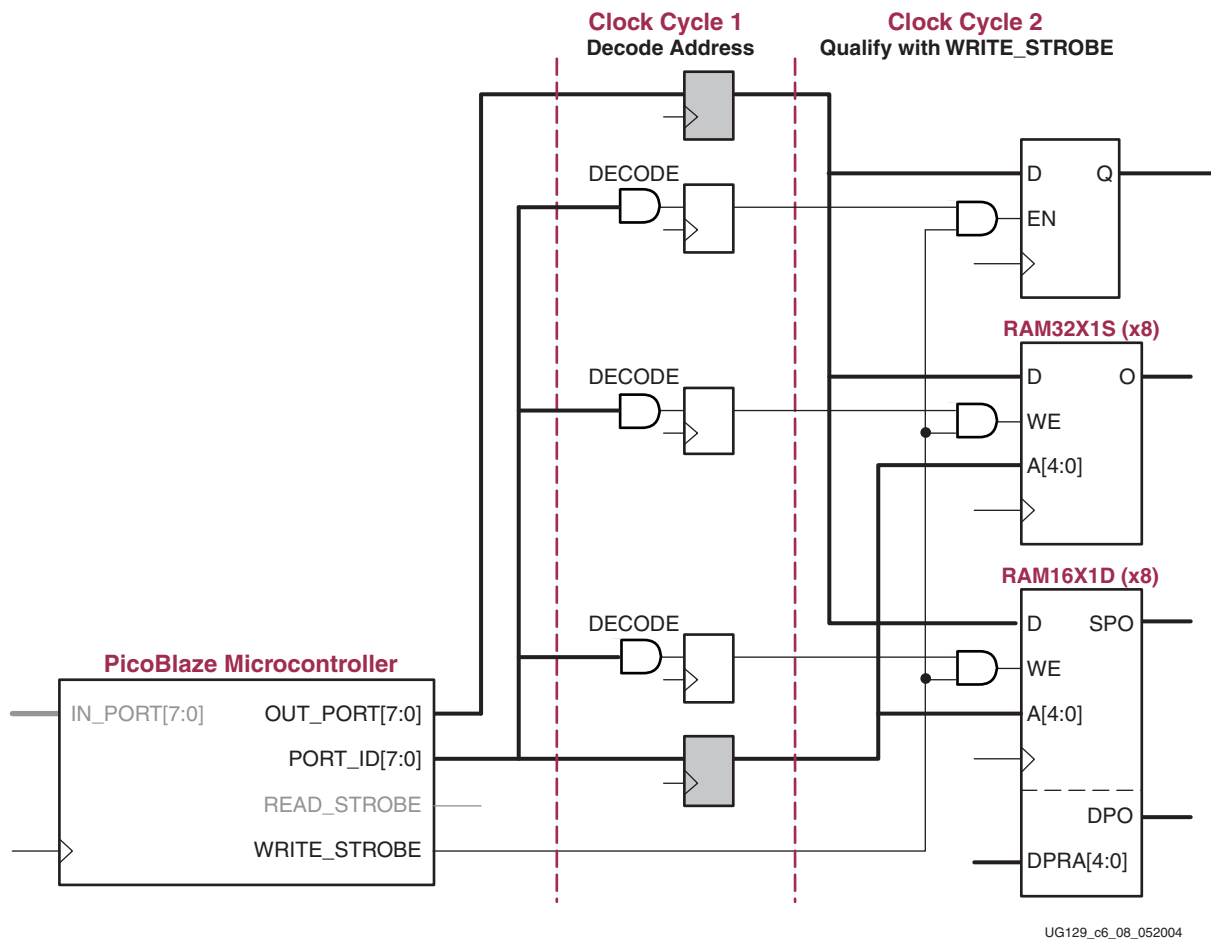 Clock Cycle 1
Decode Address
Clock Cycle 2
Qualify with WRITE_STROBE
DECODE
D
Q
EN
RAM32X1S (x8)
DECODE
D
O
WE
A[4:0]
RAM16X1D (x8)
DECODE
D
SPO
WE
A[4:0]
DPO
DPRA[4:0]
PicoBlaze Microcontroller
IN_PORT[7:0]
OUT_PORT[7:0]
PORT_ID[7:0]
READ_STROBE
WRITE_STROBE
UG129_c6_08_052004